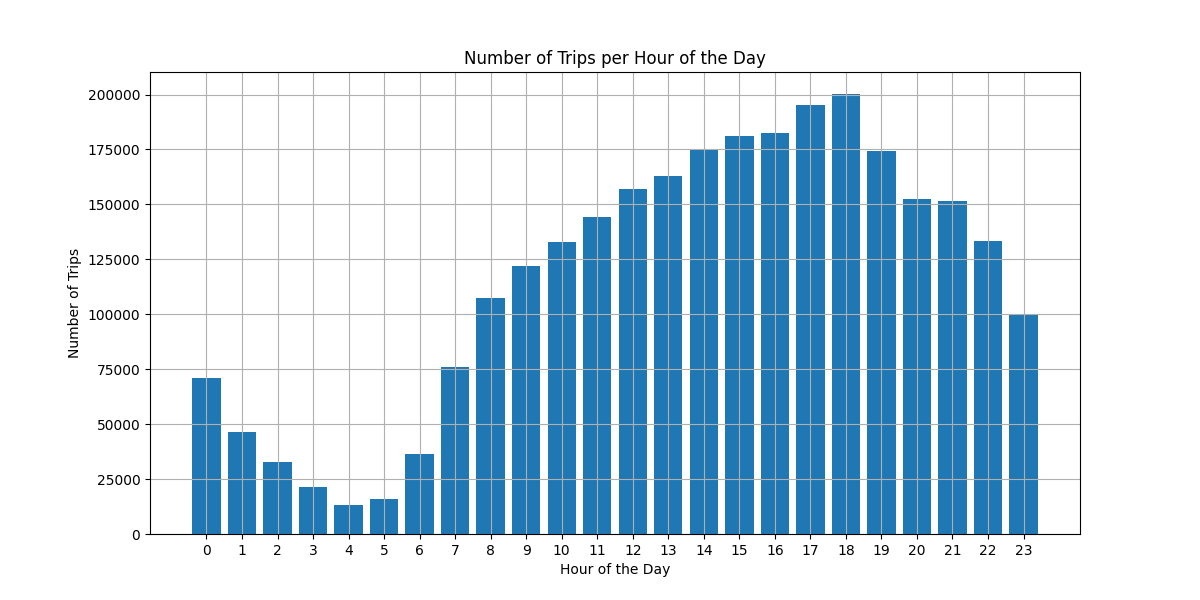 Number of Trips per Hour of the Day
200000
175000
150000
125000
100000
75000
50000
25000
0
Number of Trips
0 1 2 3 4 5 6 7 8 9 10 11 12 13 14 15 16 17 18 19 20 21 22 23
Hour of the Day